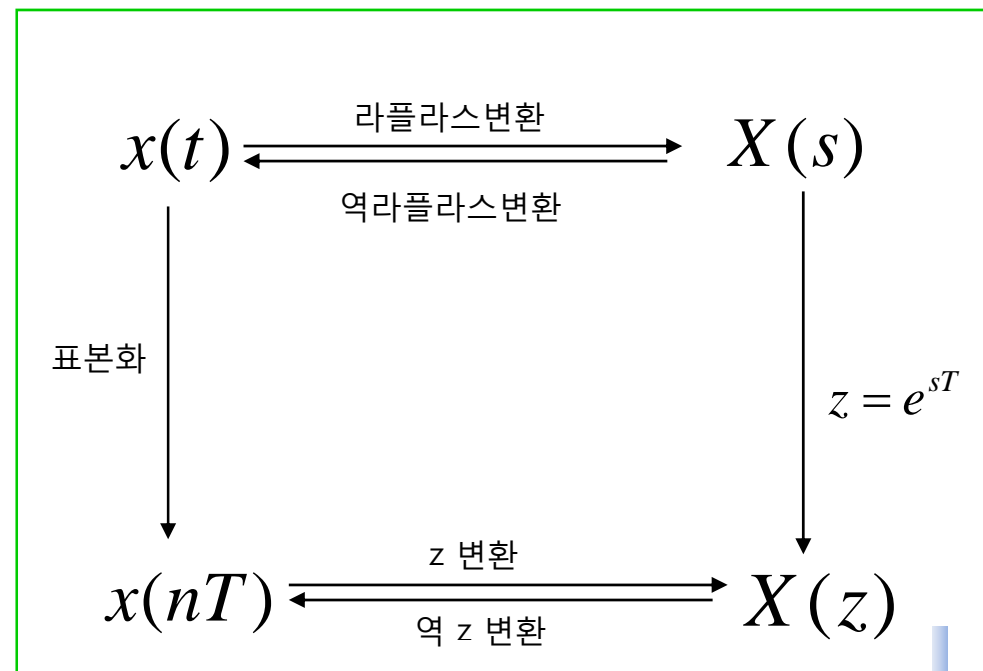 라플라스변환
x(t)
X(s)
역라플라스변환
표본화
z = e^{sT}
z 변환
x(nT)
X(z)
역 z 변환